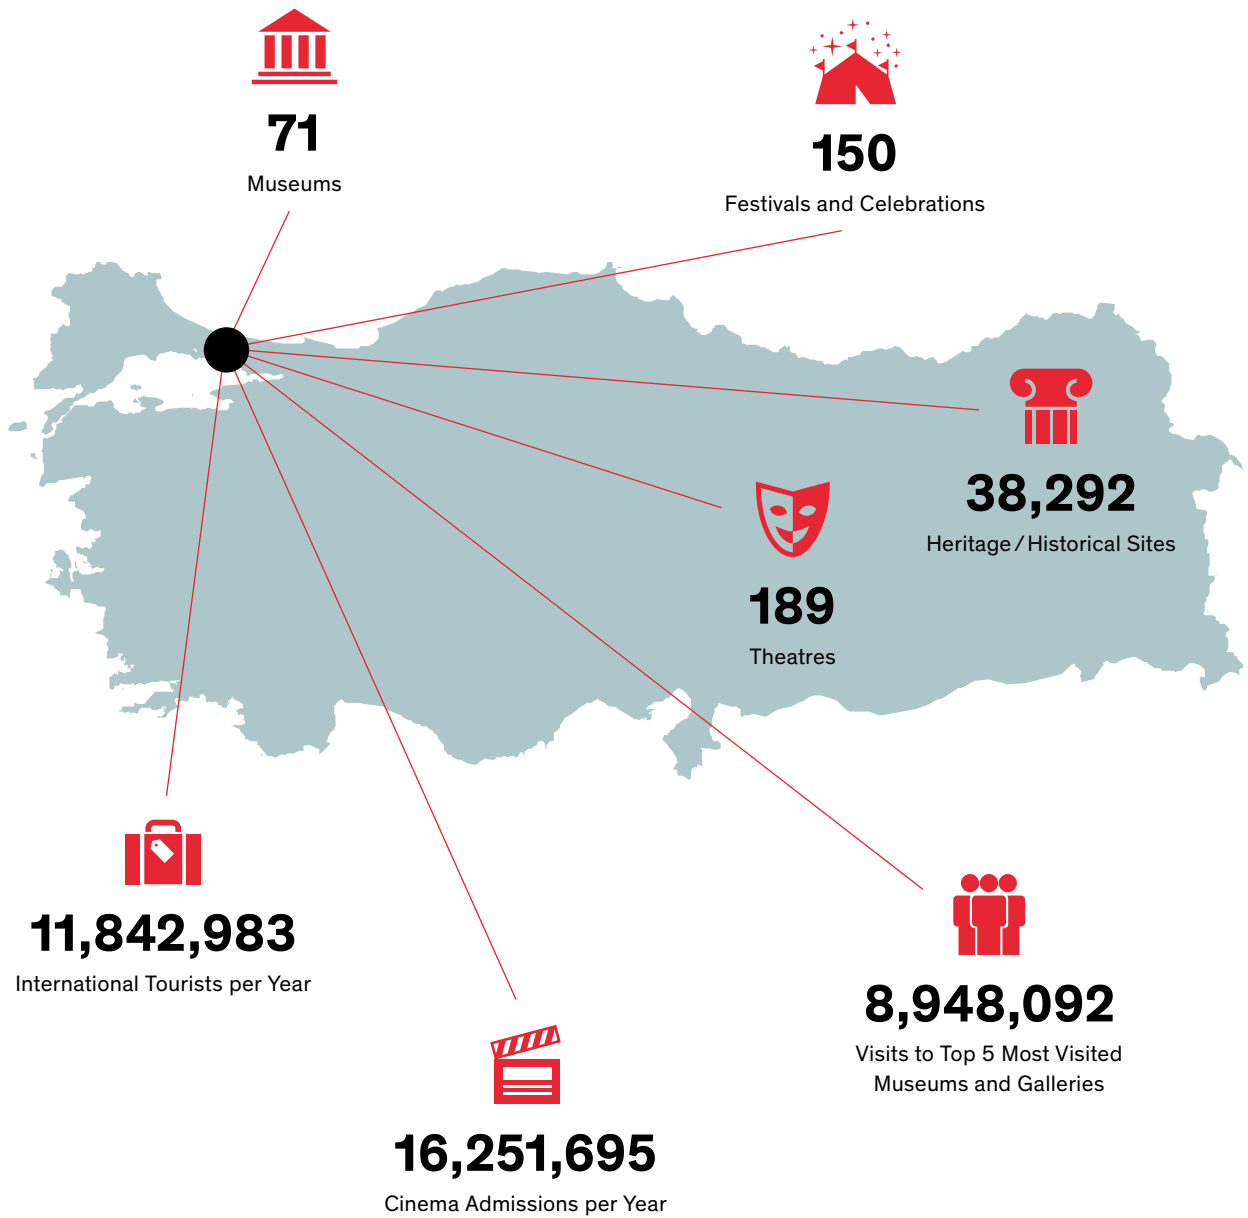 71
Museums
150
Festivals and Celebrations
38,292
Heritage / Historical Sites
189
Theatres
11,842,983
International Tourists per Year
8,948,092
Visits to Top 5 Most Visited
Museums and Galleries
16,251,695
Cinema Admissions per Year